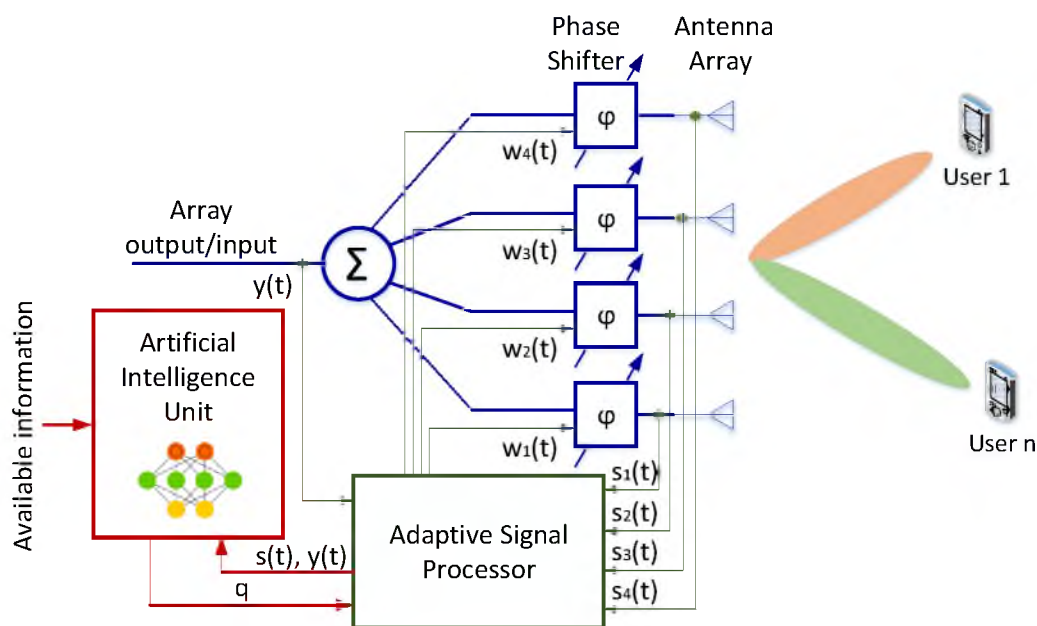 Phase
Shifter
Antenna
Array
φ
w4(t)
User 1
φ
w3(t)
Array
output/input
y(t)
Σ
φ
w2(t)
Artificial
Intelligence
Unit
Available information
φ
w1(t)
User n
s1(t)
s2(t)
s3(t)
s4(t)
Adaptive Signal
Processor
s(t), y(t)
q